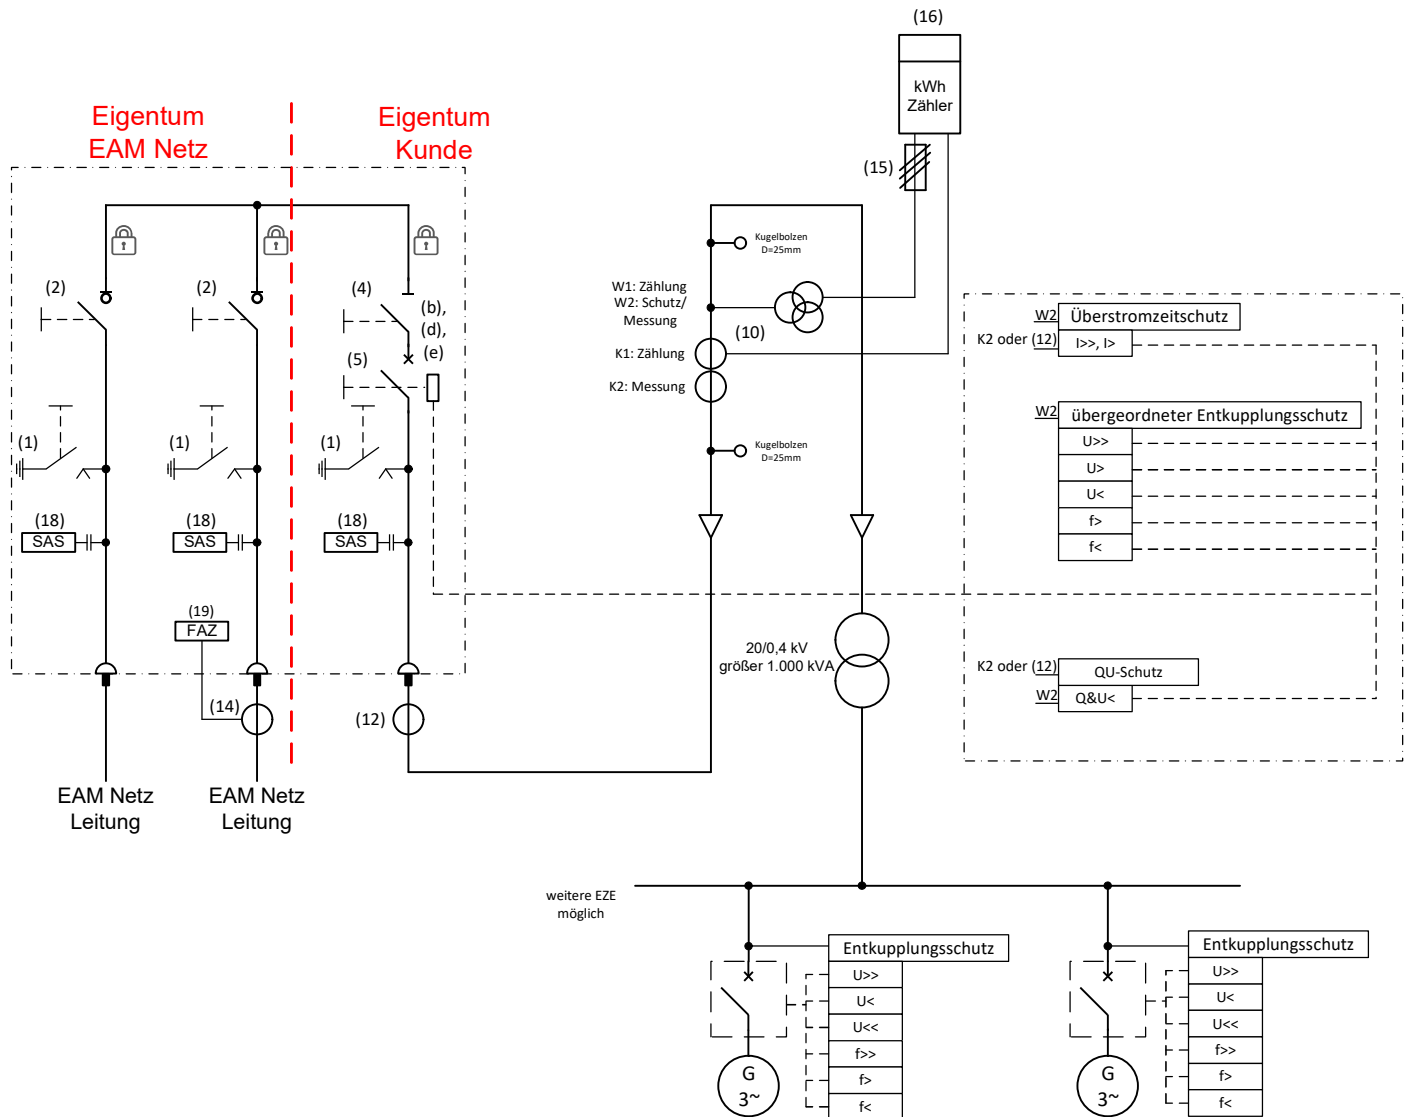 (16)
kWh
Zähler
(15)
Eigentum
EAM Netz
Eigentum
Kunde
Kugelbolzen
D=25mm
(2)
(2)
(4)
(b),
(d),
(e)
(5)
W1: Zählung
W2: Schutz/
Messung
(10)
K1: Zählung
K2: Messung
Kugelbolzen
D=25mm
(1)
(1)
(1)
(18)
SAS
(18)
SAS
(18)
SAS
(19)
FAZ
(14)
(12)
EAM Netz
Leitung
EAM Netz
Leitung
20/0,4 kV
größer 1.000 kVA
W2
Überstromzeitschutz
K2 oder (12)
I>>, I>
W2
übergeordneter Entkupplungsschutz
U>>
U>
U<
f>
f<
K2 oder (12)
QU-Schutz
W2
Q&U<
weitere EZE
möglich
Entkupplungsschutz
U>>
U<
U<<
f>>
f>
f<
G
3~
Entkupplungsschutz
U>>
U<
U<<
f>>
f>
f<
G
3~